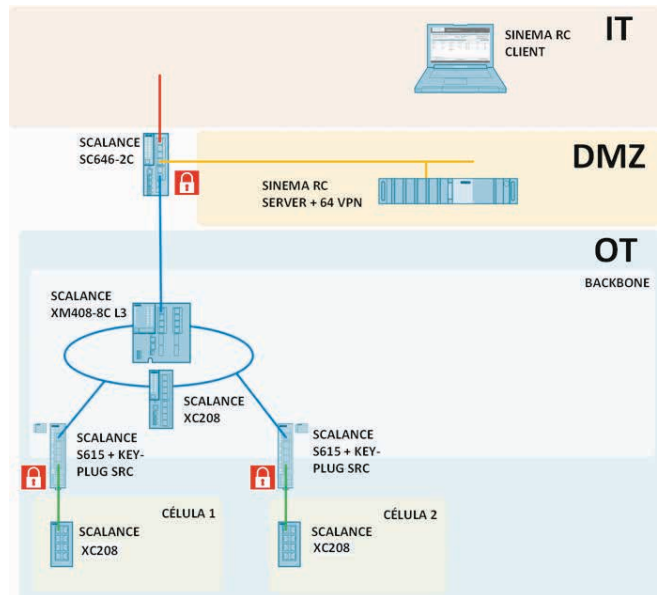 IT
SINEMA RC
CLIENT
SCALANCE
SC646-2C
DMZ
SINEMA RC
SERVER + 64 VPN
OT
BACKBONE
SCALANCE
XM408-8C L3
SCALANCE
XC208
SCALANCE
S615 + KEY-
PLUG SRC
SCALANCE
S615 + KEY-
PLUG SRC
CÉLULA 1
SCALANCE
XC208
CÉLULA 2
SCALANCE
XC208